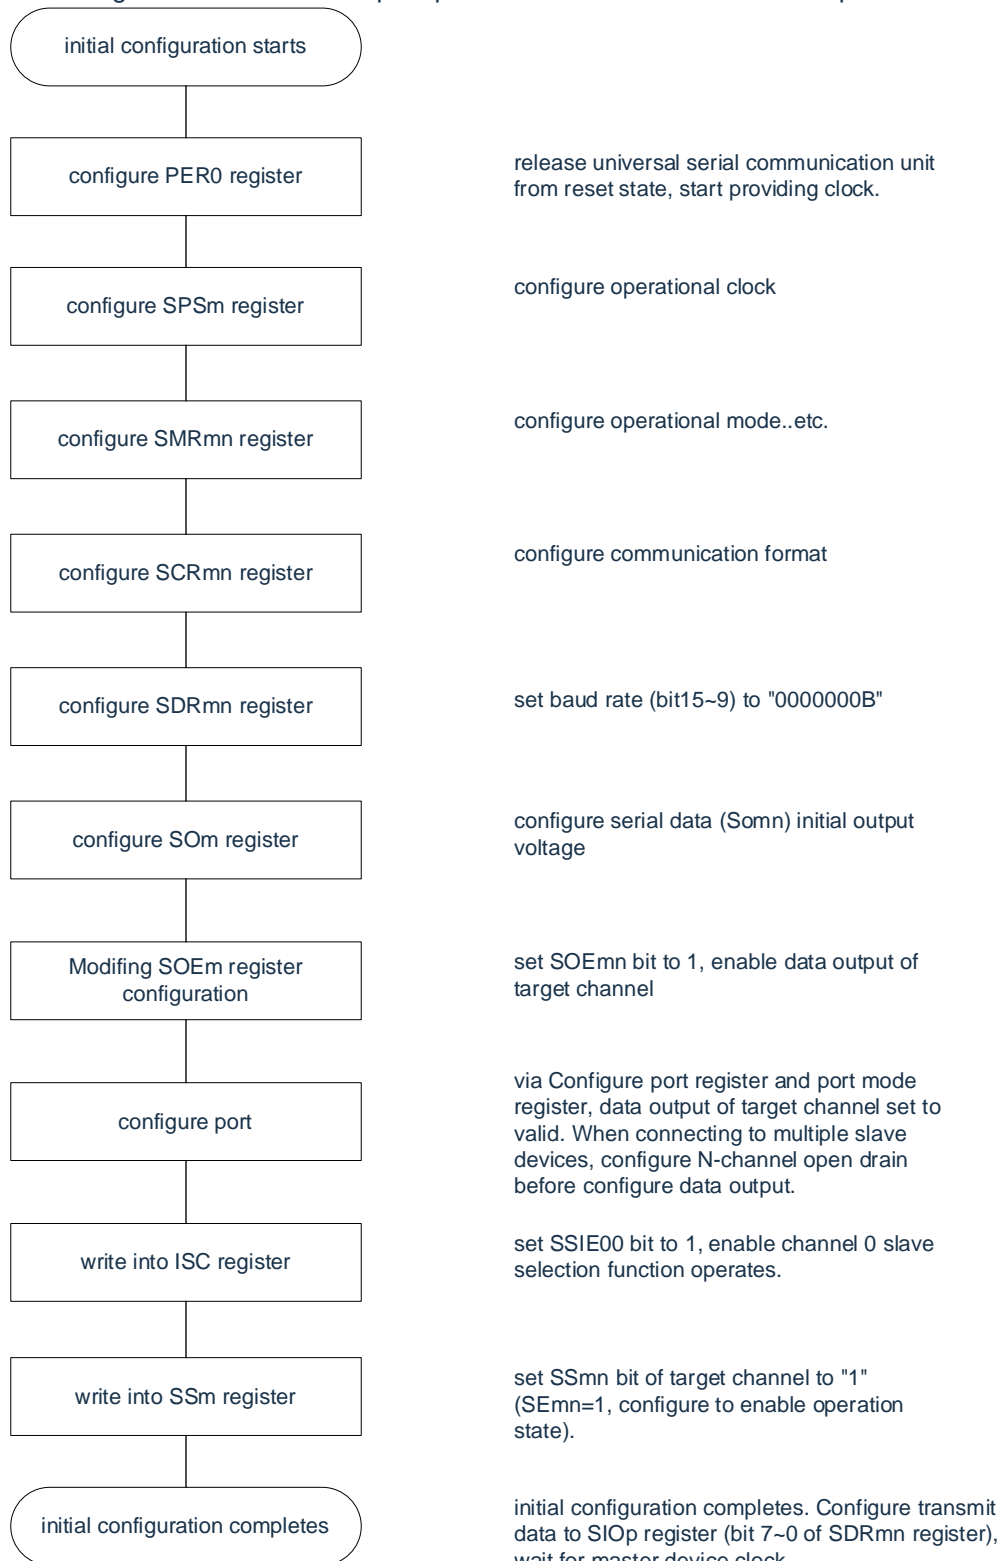 initial configuration starts
configure PER0 register
release universal serial communication unit
from reset state, start providing clock.
configure SPSm register
configure operational clock
configure SMRmn register
configure operational mode..etc.
configure SCRmn register
configure communication format
configure SDRmn register
set baud rate (bit15~9) to "0000000B"
configure SOm register
configure serial data (Somn) initial output
voltage
Modifing SOEm register
configuration
set SOEmn bit to 1, enable data output of
target channel
configure port
via Configure port register and port mode
register, data output of target channel set to
valid. When connecting to multiple slave
devices, configure N-channel open drain
before configure data output.
write into ISC register
set SSIE00 bit to 1, enable channel 0 slave
selection function operates.
write into SSm register
set SSmn bit of target channel to "1"
(SEmn=1, configure to enable operation
state).
initial configuration completes
initial configuration completes. Configure transmit
data to SIOp register (bit 7~0 of SDRmn register),
wait for master device clock